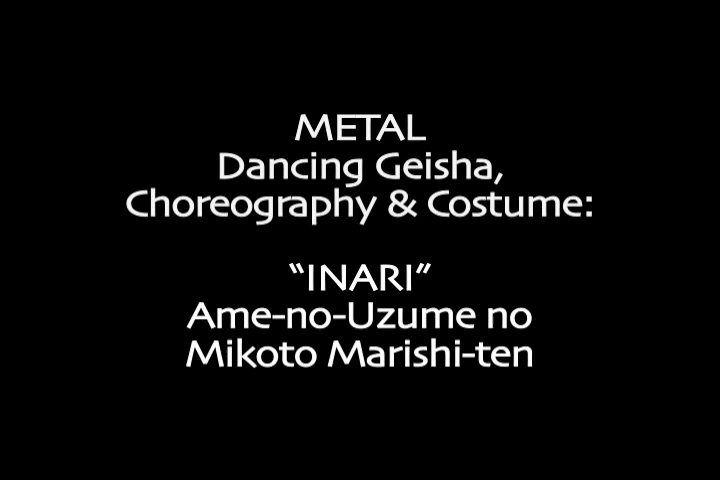 METAL
Dancing Geisha,
Choreography & Costume:
“INARI”
Ame-no-Uzume no
Mikoto Marishi-ten